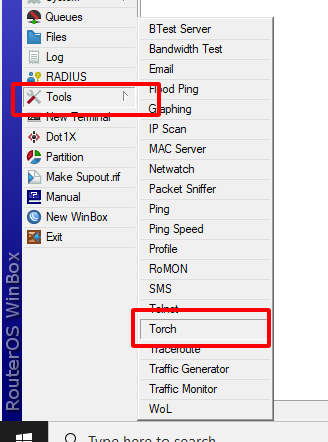 Queues
Files
Log
RADIUS
Tools
New Terminal
Dot1X
Partition
Make Supout.rif
Manual
New WinBox
Exit
BTest Server
Bandwidth Test
Email
Flood Ping
Graphing
IP Scan
MAC Server
Netwatch
Packet Sniffer
Ping
Ping Speed
Profile
RoMON
SMS
Telnet
Torch
Traceroute
Traffic Generator
Traffic Monitor
WoL
RouterOS WinBox
Type here to search